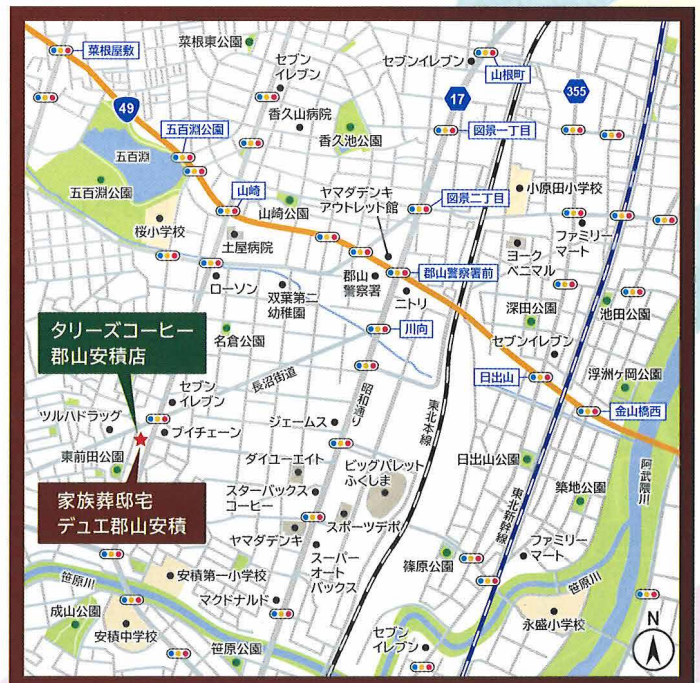 菜根屋敷
菜根東公園
セブン
イレブン
セブンイレブン
山根町
49
17
355
五百淵公園
香久山病院
香久池公園
図景一丁目
五百淵
五百淵公園
山崎
山崎公園
ヤマダデンキ
アウトレット館
図景二丁目
小原田小学校
桜小学校
土屋病院
ファミリー
マート
ヨーク
ベニマル
ローソン
双葉第二
幼稚園
郡山
警察署
郡山警察署前
ニトリ
深田公園
池田公園
タリーズコーヒー
郡山安積店
名倉公園
川向
セブンイレブン
長沼街道
昭和通り
日出山
浮洲ヶ岡公園
セブン
イレブン
金山橋西
ツルハドラッグ
ブイチェーン
ジェームス
東北本線
東前田公園
ダイユーエイト
ビッグパレット
ふくしま
日出山公園
阿武隈川
家族葬邸宅
デュエ郡山安積
スターバックス
コーヒー
スポーツデポ
東北新幹線
築地公園
ヤマダデンキ
スーパー
オート
バックス
篠原公園
ファミリー
マート
笹原川
安積第一小学校
マクドナルド
笹原川
成山公園
安積中学校
永盛小学校
笹原公園
セブン
イレブン
N